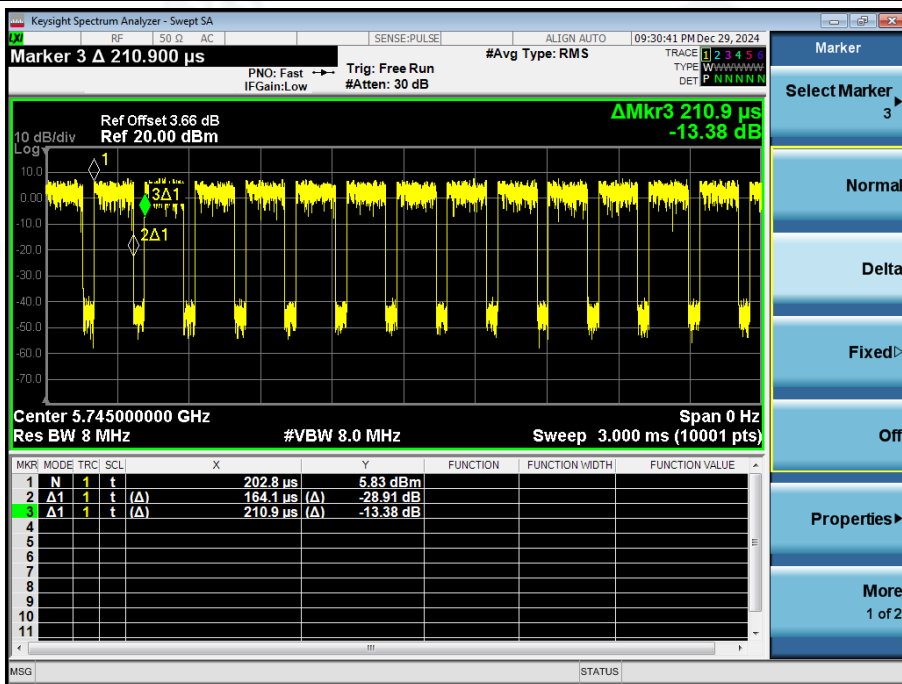 Keysight Spectrum Analyzer - Swept SA
LXI RF 50 Ω AC SENSE:PULSE ALIGN AUTO 09:30:41 PM Dec 29, 2024
Marker 3 Δ 210.900 μs
PNO: Fast
IFGain:Low
Trig: Free Run
#Atten: 30 dB
#Avg Type: RMS
TRACE 1 2 3 4 5 6
TYPE WWWWWW
DET P N N N N N
Ref Offset 3.66 dB
Ref 20.00 dBm
10 dB/div
Log
ΔMkr3 210.9 μs
-13.38 dB
10.0
0.00
-10.0
-20.0
-30.0
-40.0
-50.0
-60.0
-70.0
1
3Δ1
2Δ1
Center 5.745000000 GHz
Span 0 Hz
Res BW 8 MHz
#VBW 8.0 MHz
Sweep 3.000 ms (10001 pts)
MKR MODE TRC SCL X Y FUNCTION FUNCTION WIDTH FUNCTION VALUE
1 N 1 t 202.8 μs 5.83 dBm
2 Δ1 1 t (Δ) 164.1 μs (Δ) -28.91 dB
3 Δ1 1 t (Δ) 210.9 μs (Δ) -13.38 dB
4
5
6
7
8
9
10
11
MSG
STATUS
Marker
Select Marker
3
Normal
Delta
Fixed
Off
Properties
More
1 of 2